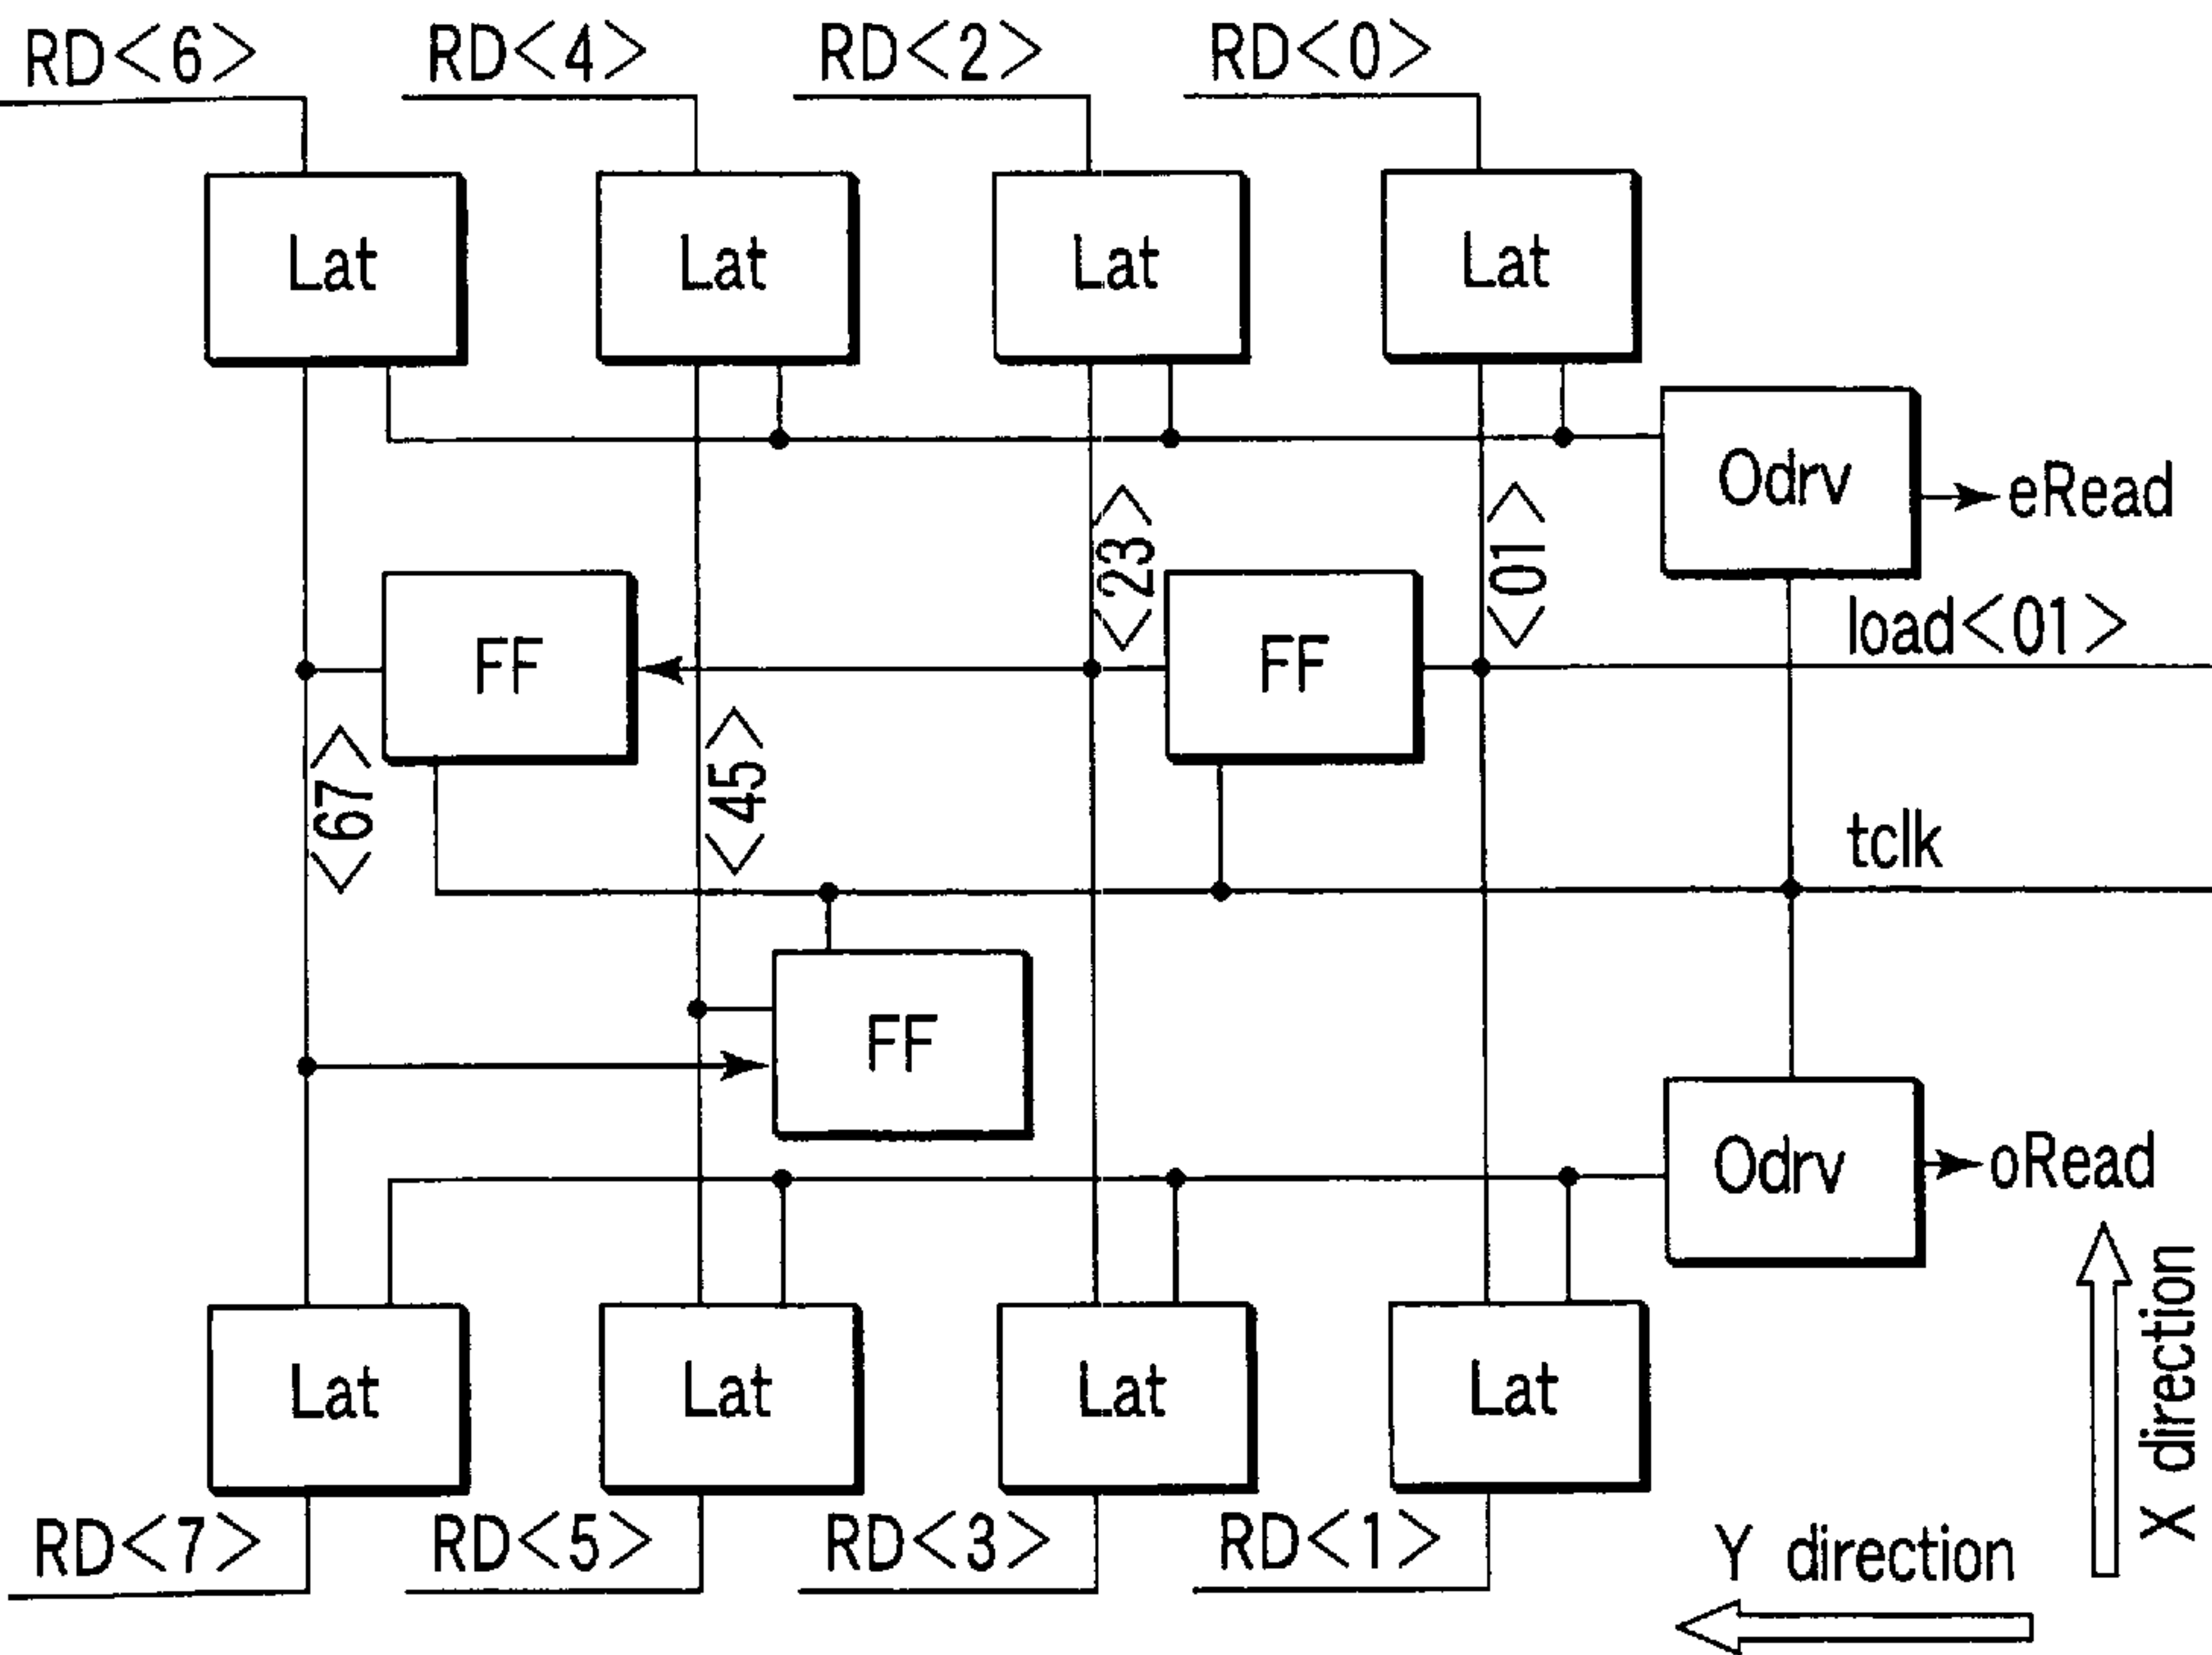 RD<6>
RD<4>
RD<2>
RD<0>
Lat
Lat
Lat
Lat
Odrv
eRead
<23>
<01>
load<01>
FF
FF
<67>
<45>
tclk
FF
Odrv
oRead
Lat
Lat
Lat
Lat
RD<7>
RD<5>
RD<3>
RD<1>
Y direction
X direction